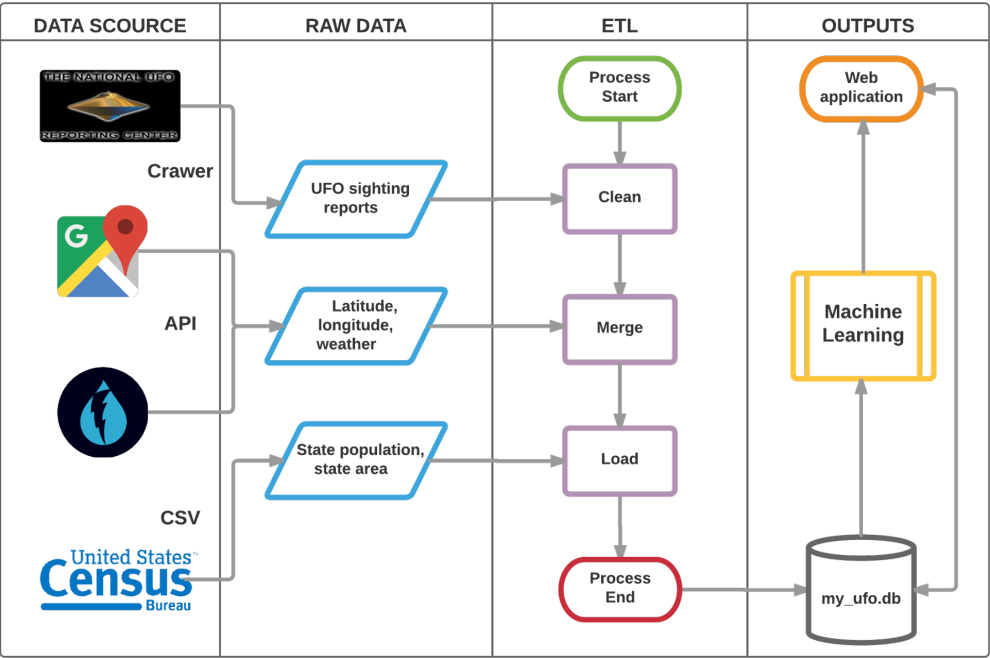 DATA SCOURCE
RAW DATA
ETL
OUTPUTS
THE NATIONAL UFO
REPORTING CENTER
Crawer
G
API
CSV
United States™
Census
Bureau
UFO sighting
reports
Latitude,
longitude,
weather
State population,
state area
Process
Start
Clean
Merge
Load
Process
End
Web
application
Machine
Learning
my_ufo.db